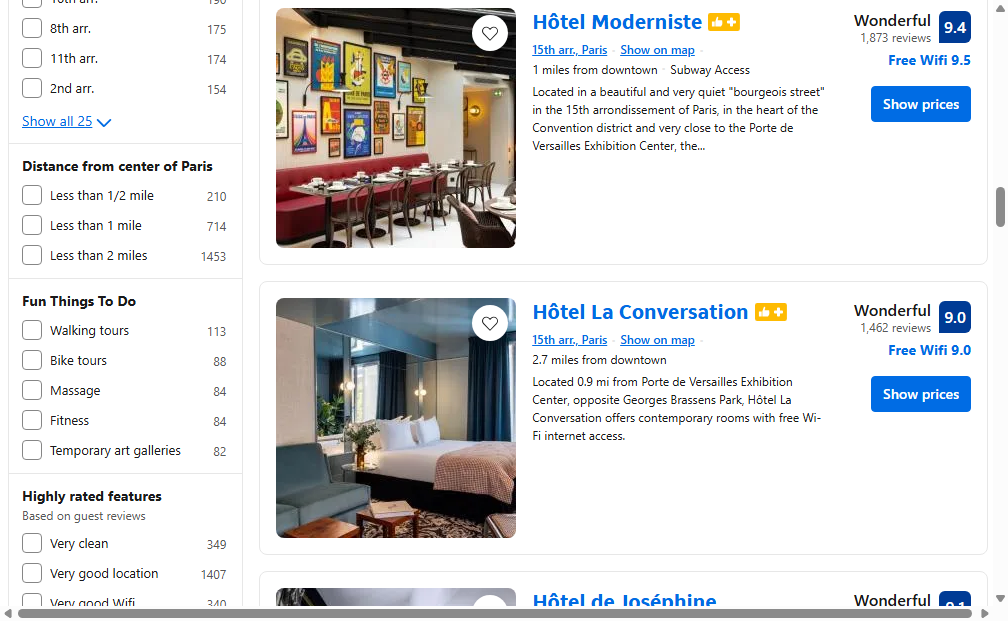 10th arr. 190
8th arr. 175
11th arr. 174
2nd arr. 154
Show all 25
Distance from center of Paris
Less than 1/2 mile 210
Less than 1 mile 714
Less than 2 miles 1453
Fun Things To Do
Walking tours 113
Bike tours 88
Massage 84
Fitness 84
Temporary art galleries 82
Highly rated features
Based on guest reviews
Very clean 349
Very good location 1407
Very good Wifi 340
Hôtel Moderniste
15th arr., Paris · Show on map ·
1 miles from downtown · Subway Access
Located in a beautiful and very quiet "bourgeois street"
in the 15th arrondissement of Paris, in the heart of the
Convention district and very close to the Porte de
Versailles Exhibition Center, the...
Wonderful 9.4
1,873 reviews
Free Wifi 9.5
Show prices
Hôtel La Conversation
15th arr., Paris · Show on map ·
2.7 miles from downtown
Located 0.9 mi from Porte de Versailles Exhibition
Center, opposite Georges Brassens Park, Hôtel La
Conversation offers contemporary rooms with free Wi-
Fi internet access.
Wonderful 9.0
1,462 reviews
Free Wifi 9.0
Show prices
Hôtel de Joséphine
Wonderful 9.1